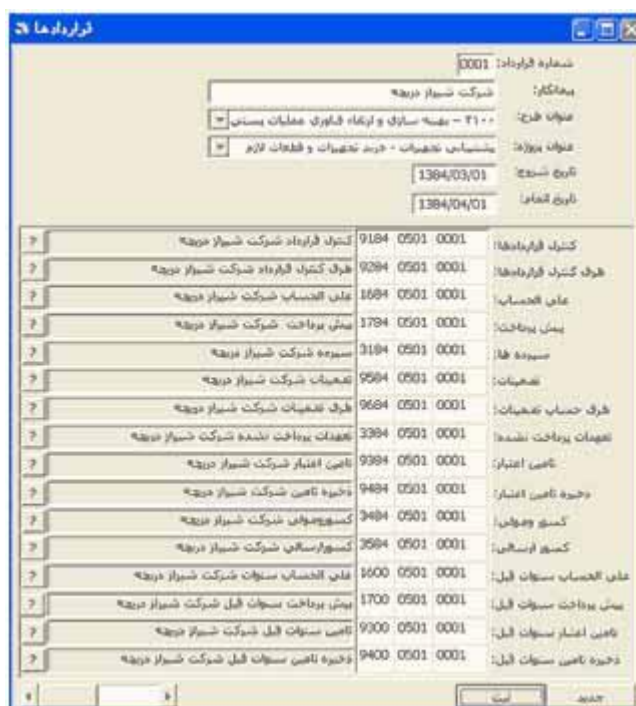 قراردادها
شماره قرارداد: 0001
پیمانکار: شرکت شیراز دریچه
عنوان طرح: ۳۱۰۰ - بهینه سازی و ارتقاء فناوری عملیات پستی
عنوان پروژه: پشتیبانی تجهیزات - خرید تجهیزات و قطعات لازم
تاریخ شروع: 1384/03/01
تاریخ اتمام: 1384/04/01
کنترل قراردادها: 0001 0501 9184 کنترل قرارداد شرکت شیراز دریچه ?
طرف کنترل قراردادها: 0001 0501 9284 طرف کنترل قرارداد شرکت شیراز دریچه ?
علی الحساب: 0001 0501 1684 علی الحساب شرکت شیراز دریچه ?
پیش پرداخت: 0001 0501 1784 پیش پرداخت شرکت شیراز دریچه ?
سپرده ها: 0001 0501 3184 سپرده شرکت شیراز دریچه ?
تضمینات: 0001 0501 9584 تضمینات شرکت شیراز دریچه ?
طرف حساب تضمینات: 0001 0501 9684 طرف تضمینات شرکت شیراز دریچه ?
تعهدات پرداخت نشده: 0001 0501 3384 تعهدات پرداخت نشده شرکت شیراز دریچه ?
تامین اعتبار: 0001 0501 9384 تامین اعتبار شرکت شیراز دریچه ?
ذخیره تامین اعتبار: 0001 0501 9484 ذخیره تامین شرکت شیراز دریچه ?
کسور وصولی: 0001 0501 3484 کسوروصولی شرکت شیراز دریچه ?
کسور ارسالی: 0001 0501 3584 کسورارسالی شرکت شیراز دریچه ?
علی الحساب سنوات قبل: 0001 0501 1600 علی الحساب سنوات شرکت شیراز دریچه ?
پیش پرداخت سنوات قبل: 0001 0501 1700 پیش پرداخت سنوات قبل شرکت شیراز دریچه ?
تامین اعتبار سنوات قبل: 0001 0501 9300 تامین سنوات قبل شرکت شیراز دریچه ?
ذخیره تامین سنوات قبل: 0001 0501 9400 ذخیره تامین سنوات قبل شرکت شیراز دریچه ?
جدید ثبت